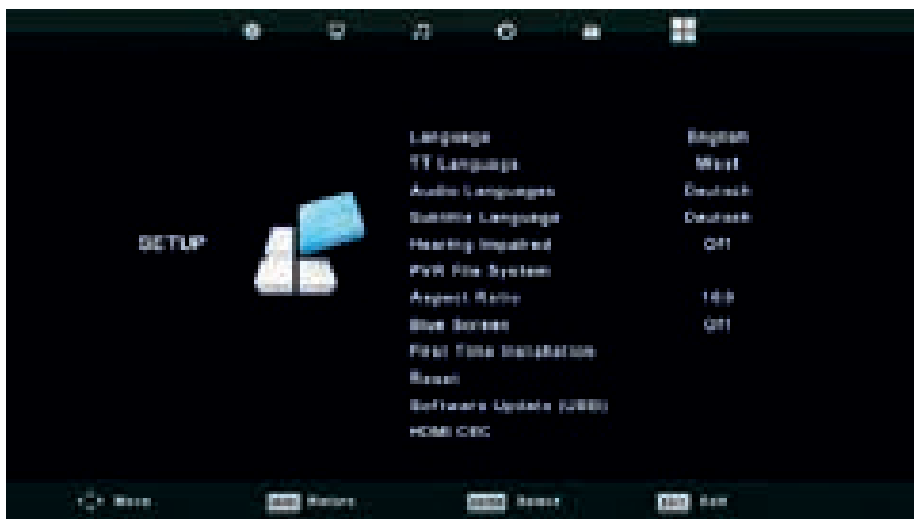 SETUP
Language English
TT Language West
Audio Languages Deutsch
Subtitle Language Deutsch
Hearing Impaired Off
PVR File System
Aspect Ratio 16:9
Blue Screen Off
First Time Installation
Reset
Software Update (USB)
HDMI CEC
Move Return Select EXIT Exit